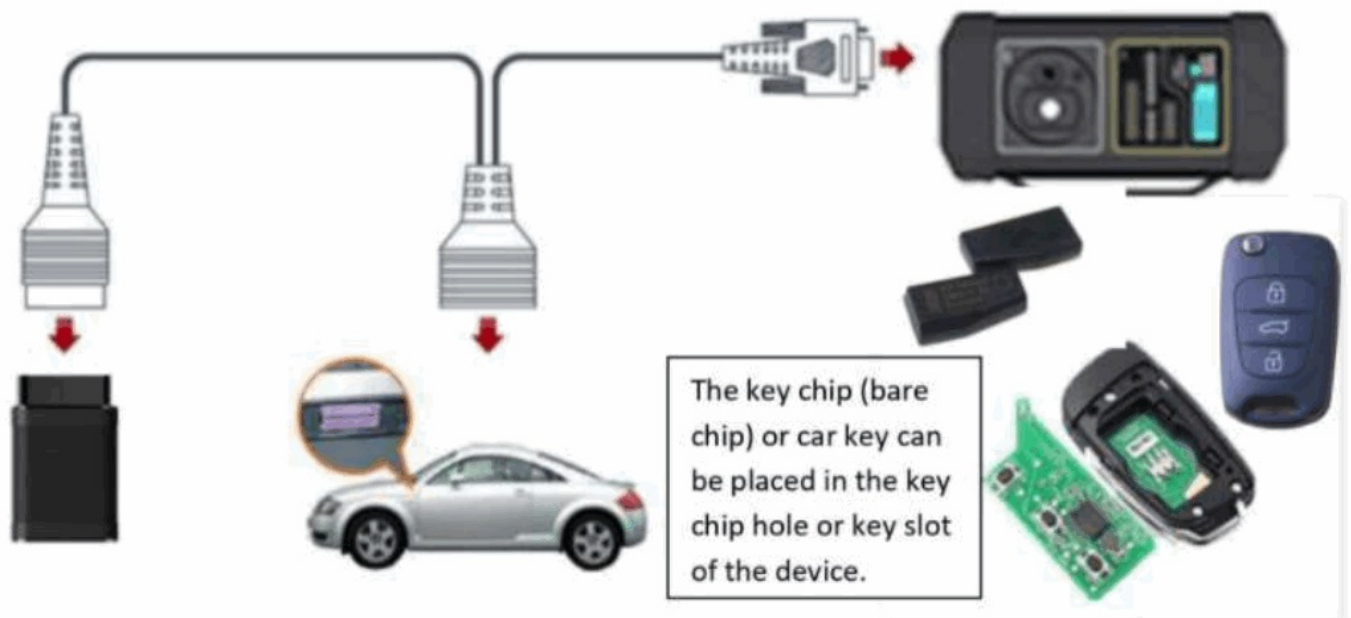 The key chip (bare
chip) or car key can
be placed in the key
chip hole or key slot
of the device.